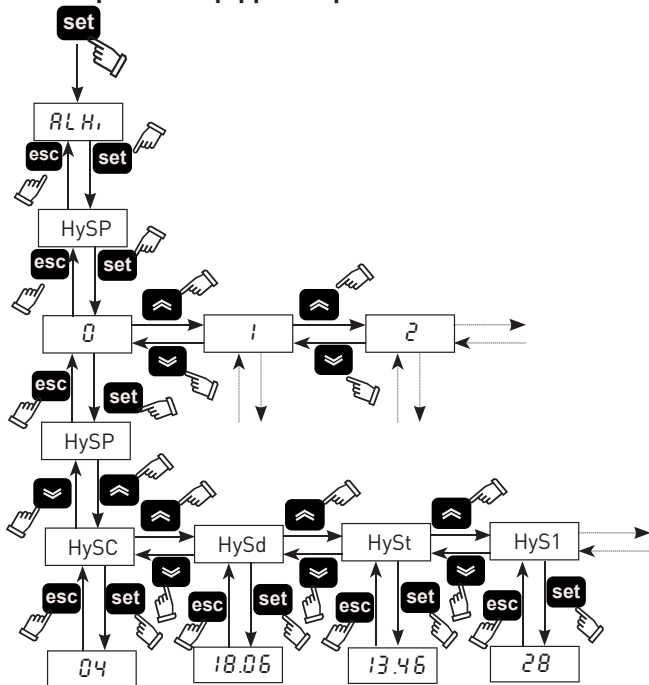 set
ALHi
esc
set
HySP
esc
set
0
1
2
esc
set
HySP
HySC
HySd
HySt
HyS1
esc
set
esc
set
esc
set
esc
set
04
18.06
13.46
28